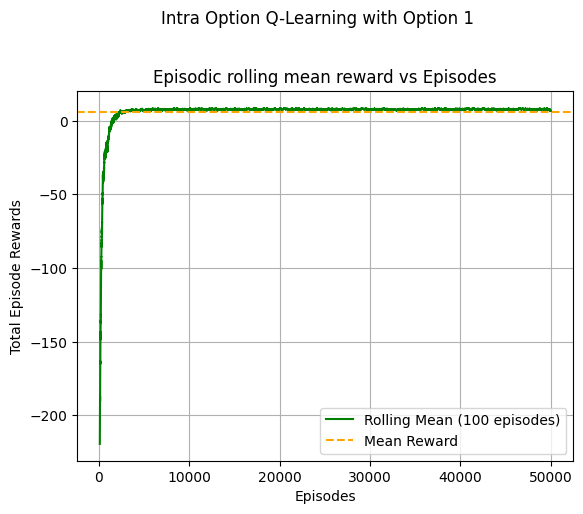 Intra Option Q-Learning with Option 1
Episodic rolling mean reward vs Episodes
Total Episode Rewards
0
−50
−100
−150
−200
0
10000
20000
30000
40000
50000
Episodes
Rolling Mean (100 episodes)
Mean Reward